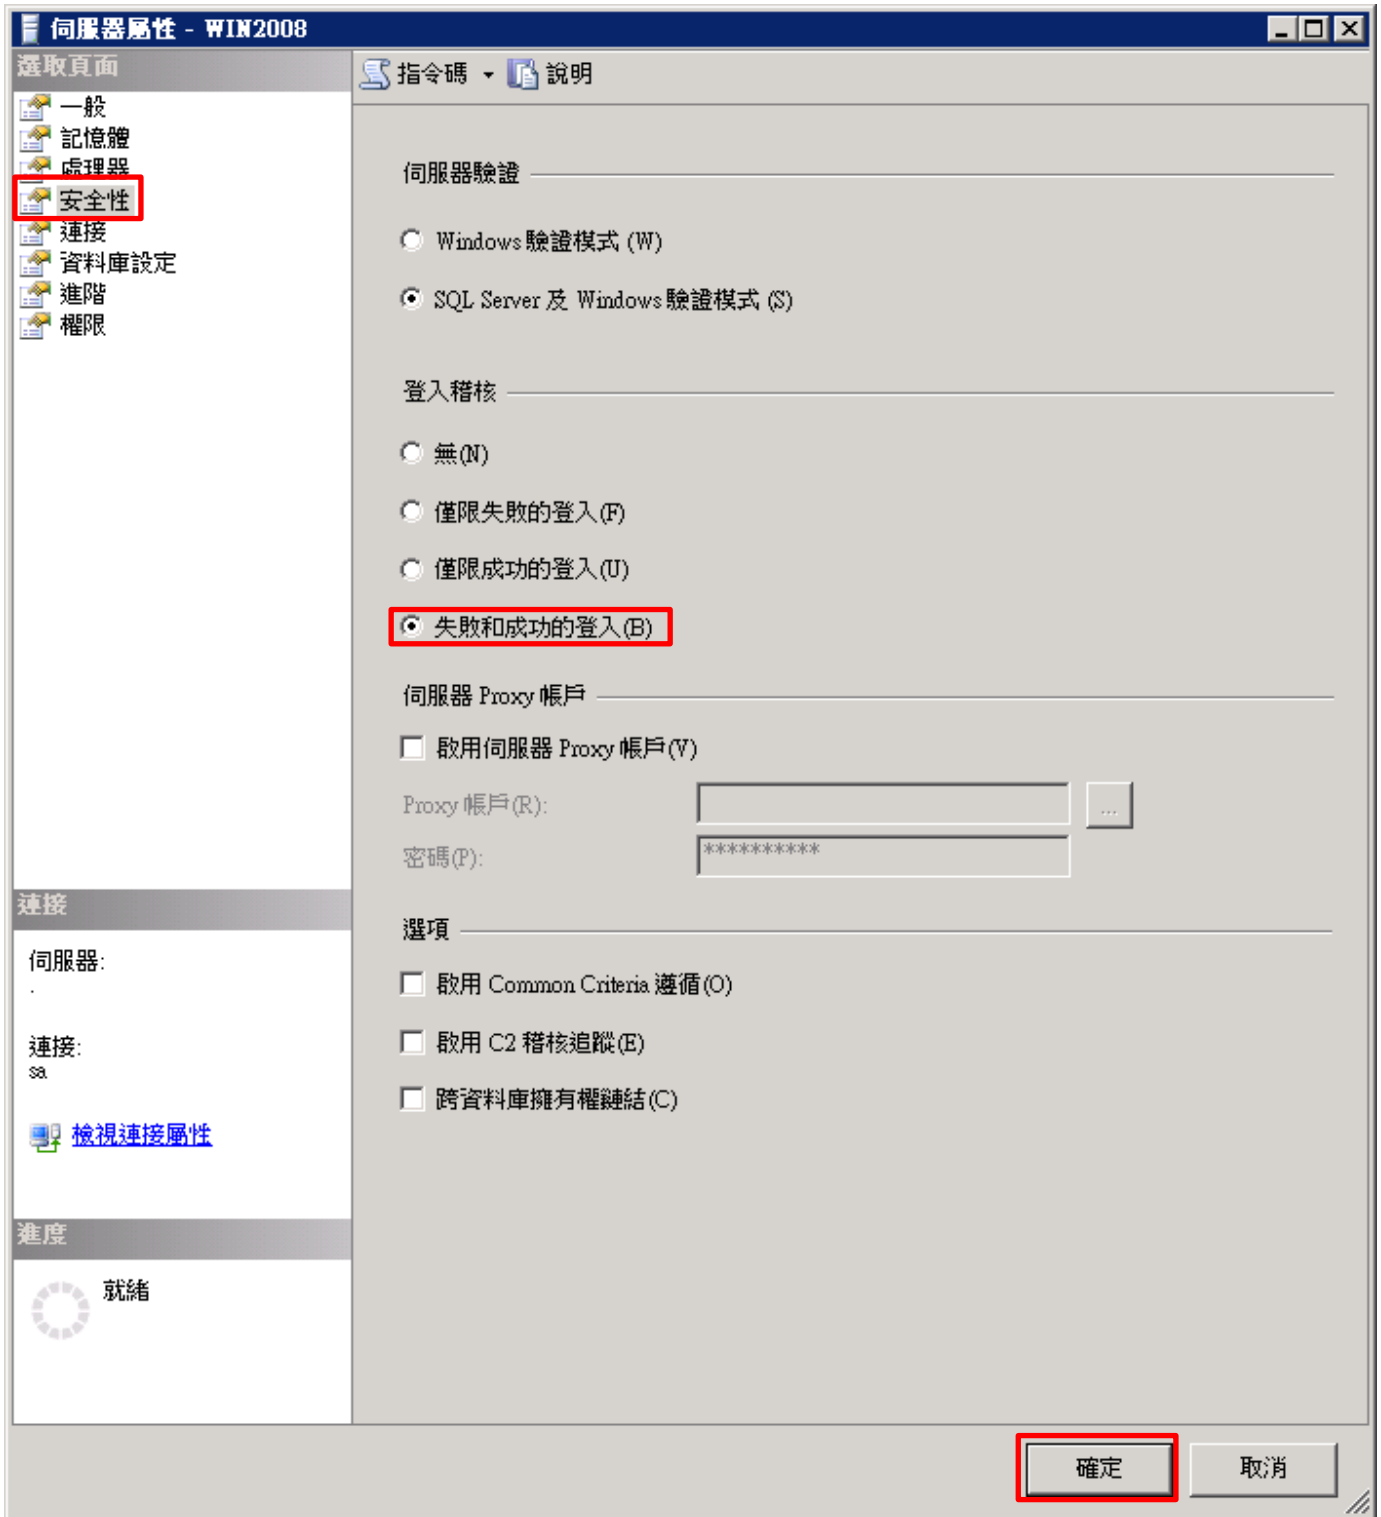 伺服器屬性 - WIN2008
選取頁面
指令碼
說明
一般
記憶體
處理器
安全性
連接
資料庫設定
進階
權限
伺服器驗證
Windows 驗證模式 (W)
SQL Server 及 Windows 驗證模式 (S)
登入稽核
無(N)
僅限失敗的登入(F)
僅限成功的登入(U)
失敗和成功的登入(B)
伺服器 Proxy 帳戶
啟用伺服器 Proxy 帳戶(V)
Proxy 帳戶(R):
...
密碼(P):
**********
選項
啟用 Common Criteria 遵循(O)
啟用 C2 稽核追蹤(E)
跨資料庫擁有權鏈結(C)
連接
伺服器:
.
連接:
sa
檢視連接屬性
進度
就緒
確定
取消